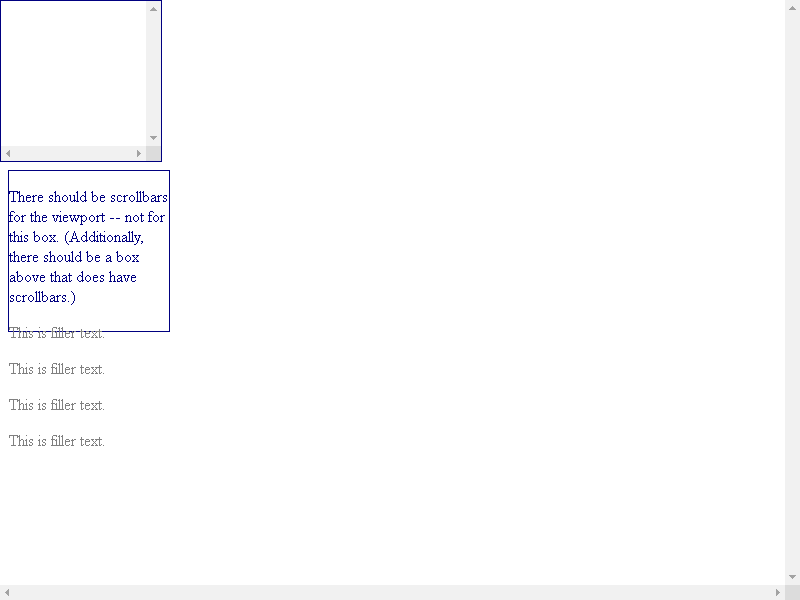 There should be scrollbars
for the viewport -- not for
this box. (Additionally,
there should be a box
above that does have
scrollbars.)
This is filler text.
This is filler text.
This is filler text.
This is filler text.